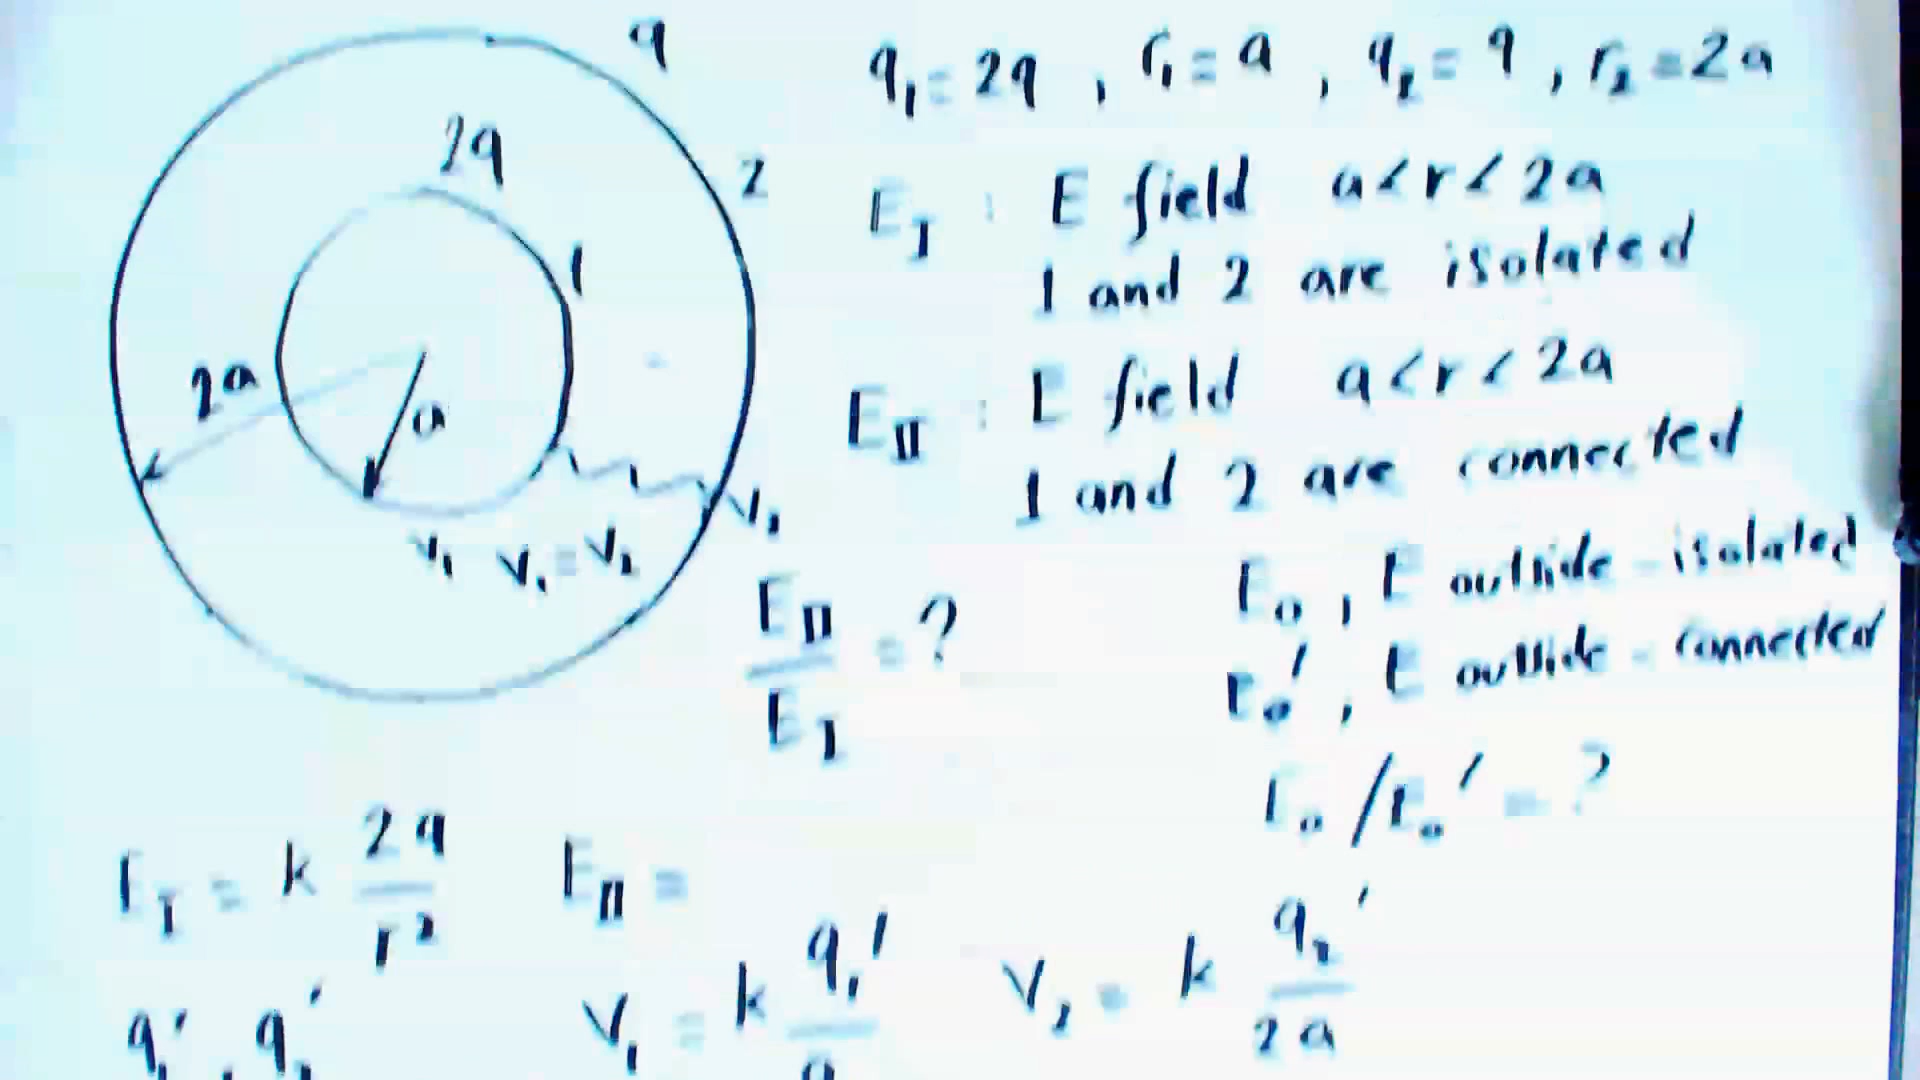 q
q₁ = 2q , r₁ = a , q₂ = q , r₂ = 2a
2q
2
E_I : E field a < r < 2a
1
1 and 2 are isolated
2a
a
E_II : E field a < r < 2a
1 and 2 are connected
V₂
V₁ V₁ = V₂
E₀ , E outside - isolated
E_II / E_I = ?
E₀′ , E outside - connected
E₀ / E₀′ = ?
E_I = k 2q / r²
E_II =
q₁′ , q₂′
V₁ = k q₁′ / a
V₂ = k q₂′ / 2a